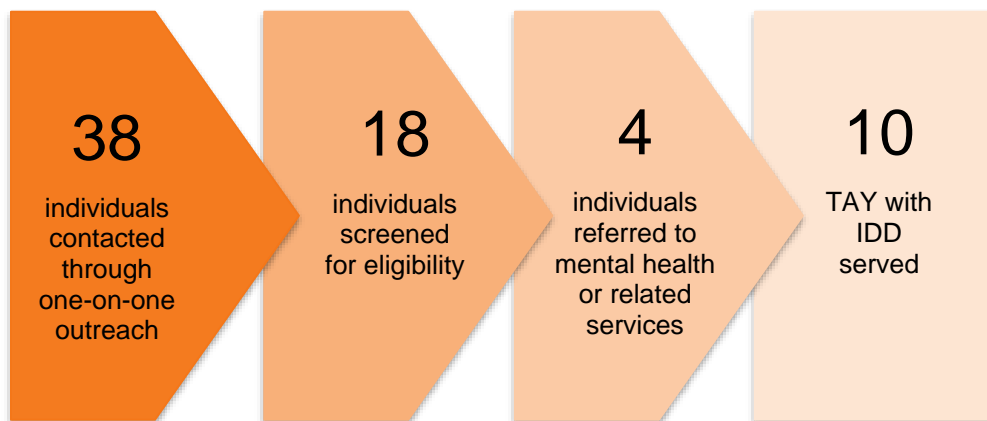 38
individuals
contacted
through
one-on-one
outreach
18
individuals
screened
for eligibility
4
individuals
referred to
mental health
or related
services
10
TAY with
IDD
served